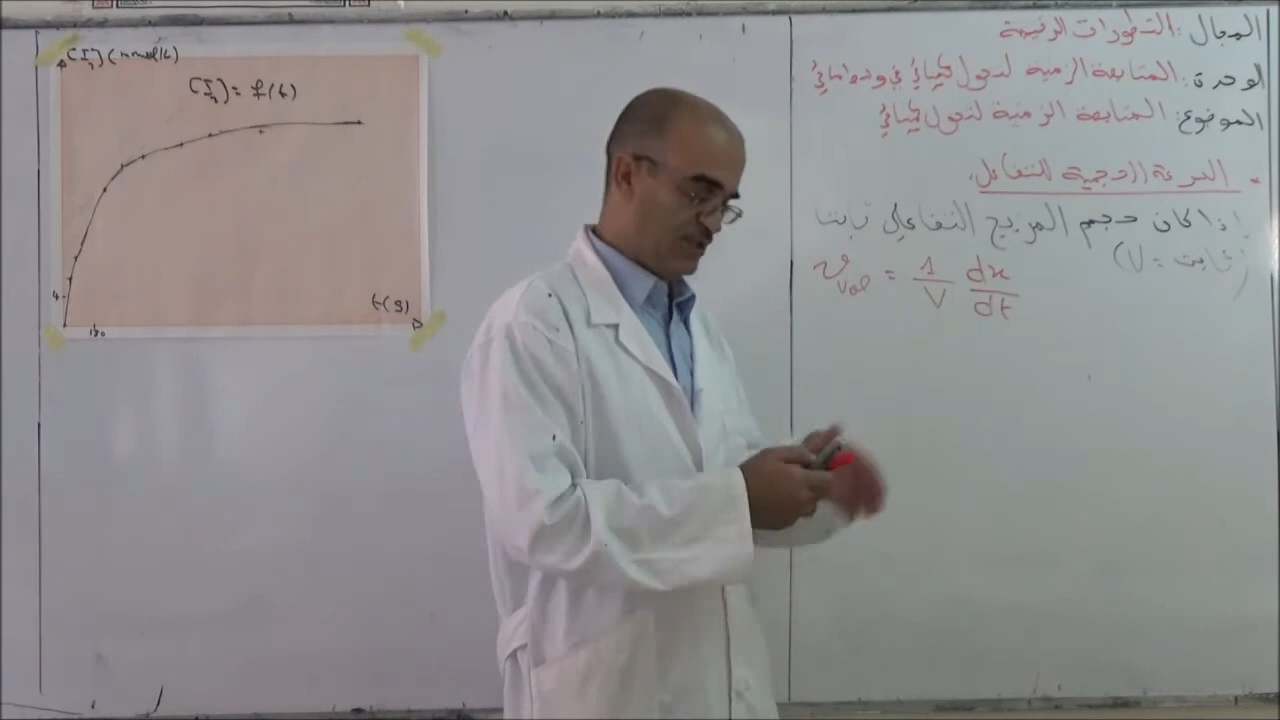 المجال: التطورات الرتيبة
الوحدة: المتابعة الزمنية لتحول كيميائي في وسط مائي
الموضوع: المتابعة الزمنية لتحول كيميائي
- السرعة الحجمية للتفاعل:
إذا كان حجم المزيج التفاعلي ثابتا
(V = ثابت)
v_vol = 1/V dx/dt
[I₂] (mmol/L)
[I₂] = f(t)
4
t(s)
180